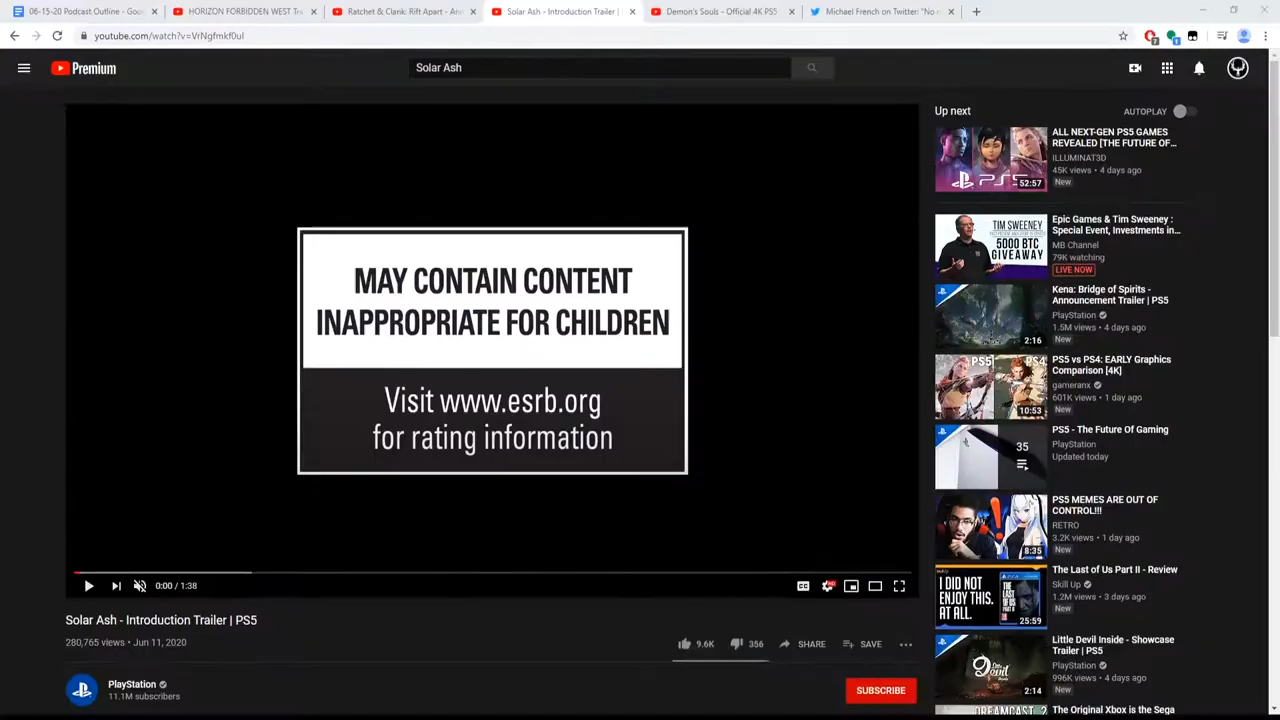 06-15-20 Podcast Outline - Goo
HORIZON FORBIDDEN WEST Tr
Ratchet & Clank: Rift Apart - An
Solar Ash - Introduction Trailer |
Demon's Souls - Official 4K PS5
Michael French on Twitter: "No
youtube.com/watch?v=VrNgfmkf0uI
Premium
Solar Ash
MAY CONTAIN CONTENT
INAPPROPRIATE FOR CHILDREN
Visit www.esrb.org
for rating information
0:00 / 1:38
Solar Ash - Introduction Trailer | PS5
280,765 views • Jun 11, 2020
9.6K
356
SHARE
SAVE
PlayStation
11.1M subscribers
SUBSCRIBE
Up next
AUTOPLAY
PS5
52:57
ALL NEXT-GEN PS5 GAMES
REVEALED [THE FUTURE OF...
ILLUMINAT3D
45K views • 4 days ago
New
TIM SWEENEY
5000 BTC
GIVEAWAY
Epic Games & Tim Sweeney :
Special Event, Investments in...
MB Channel
79K watching
LIVE NOW
2:16
Kena: Bridge of Spirits -
Announcement Trailer | PS5
PlayStation
1.5M views • 4 days ago
New
PS5
PS4
10:53
PS5 vs PS4: EARLY Graphics
Comparison [4K]
gameranx
601K views • 1 day ago
New
35
PS5 - The Future Of Gaming
PlayStation
Updated today
8:35
PS5 MEMES ARE OUT OF
CONTROL!!!
RETRO
3.2K views • 1 day ago
New
I DID NOT
ENJOY THIS.
AT ALL.
25:59
The Last of Us Part II - Review
Skill Up
1.2M views • 3 days ago
New
Little Devil Inside
2:14
Little Devil Inside - Showcase
Trailer | PS5
PlayStation
996K views • 4 days ago
New
DREAMCAST 2
The Original Xbox is the Sega